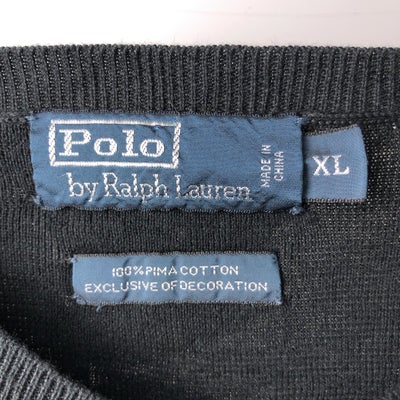 Polo
by Ralph Lauren
MADE IN
CHINA
XL
100% PIMA COTTON
EXCLUSIVE OF DECORATION